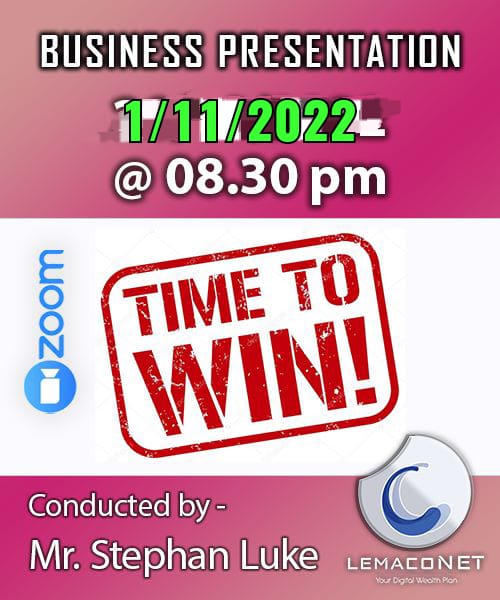 BUSINESS PRESENTATION
1/11/2022
@ 08.30 pm
zoom
TIME TO
WIN!
Conducted by -
Mr. Stephan Luke
LEMACONET
Your Digital Wealth Plan